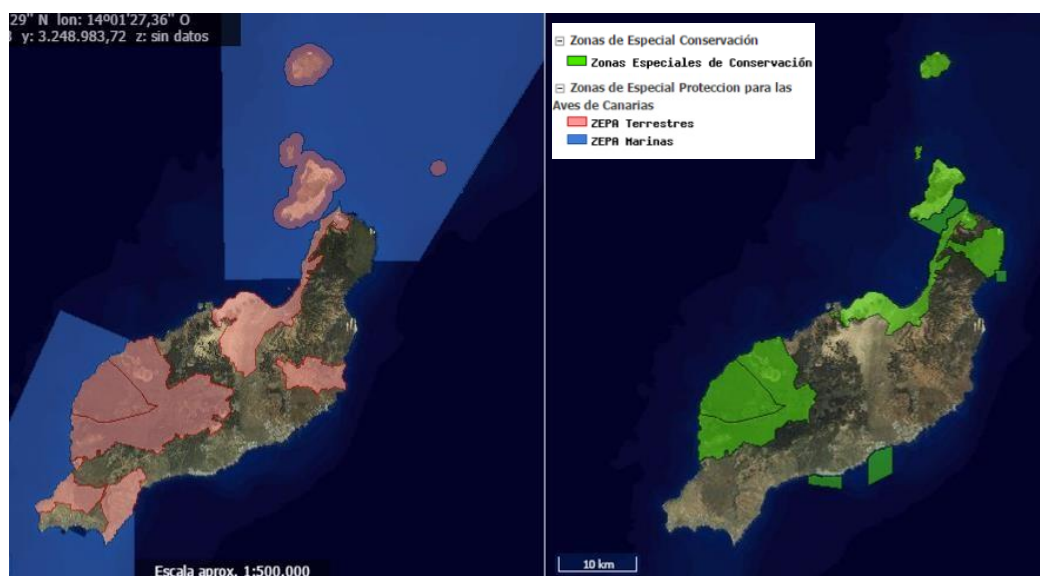 29" N lon: 14º01'27,36" O
y: 3.248.983,72 z: sin datos
Escala aprox. 1:500.000
Zonas de Especial Conservación
Zonas Especiales de Conservación
Zonas de Especial Proteccion para las
Aves de Canarias
ZEPA Terrestres
ZEPA Marinas
10 km